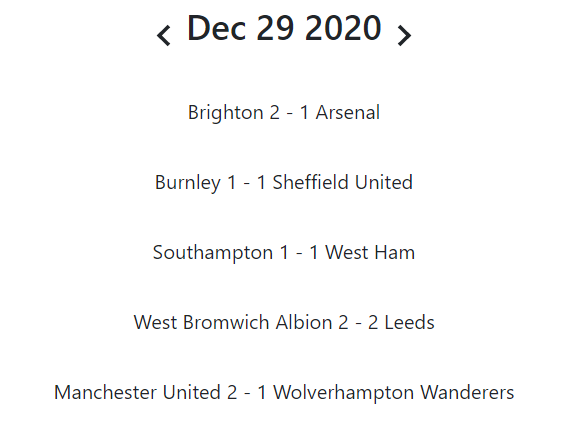 Dec 29 2020
Brighton 2 - 1 Arsenal
Burnley 1 - 1 Sheffield United
Southampton 1 - 1 West Ham
West Bromwich Albion 2 - 2 Leeds
Manchester United 2 - 1 Wolverhampton Wanderers